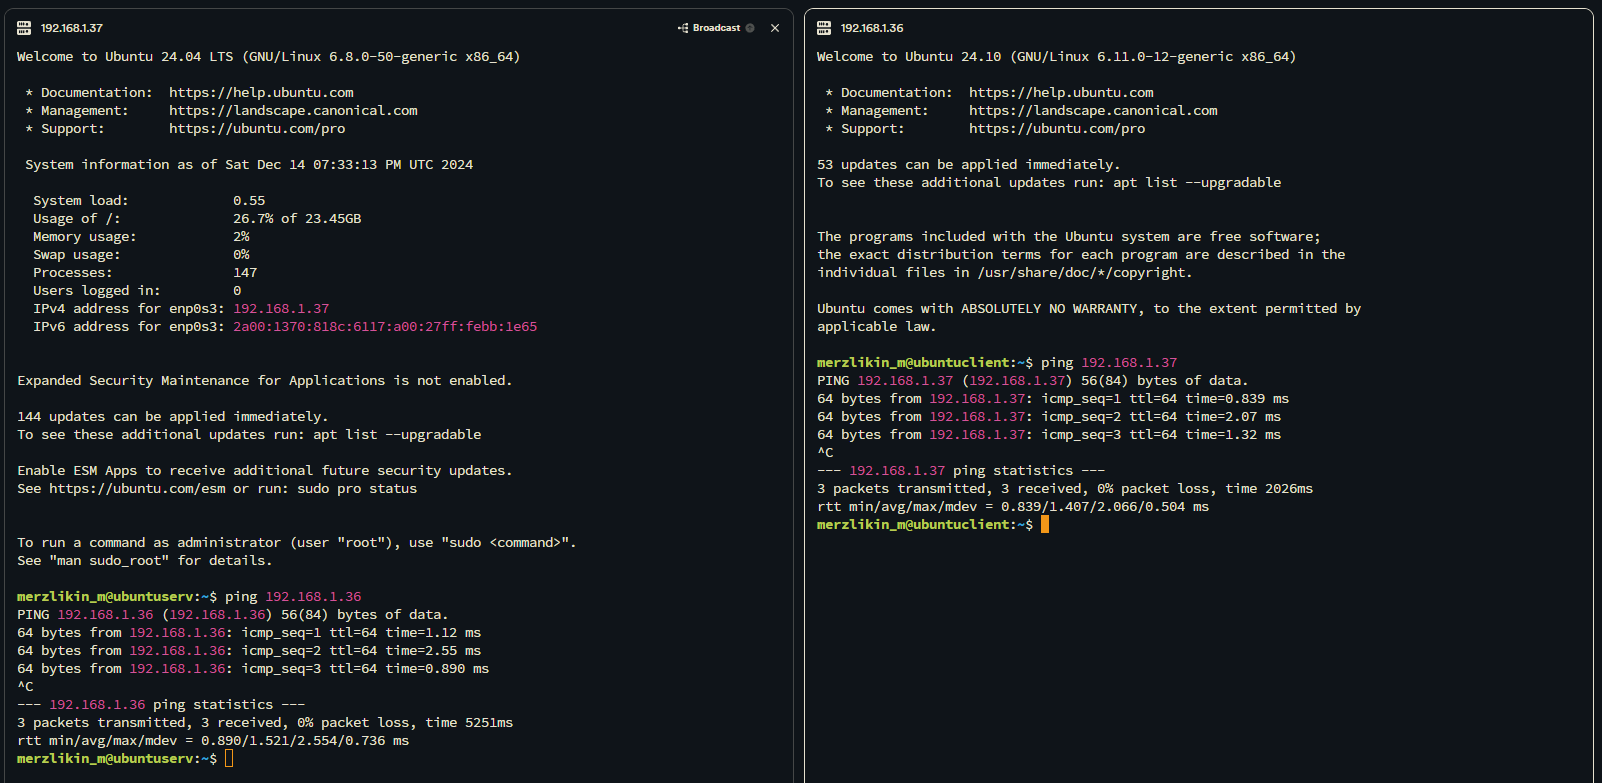 192.168.1.37
Broadcast
Welcome to Ubuntu 24.04 LTS (GNU/Linux 6.8.0-50-generic x86_64)
* Documentation:  https://help.ubuntu.com
* Management:     https://landscape.canonical.com
* Support:        https://ubuntu.com/pro
System information as of Sat Dec 14 07:33:13 PM UTC 2024
System load:             0.55
Usage of /:              26.7% of 23.45GB
Memory usage:            2%
Swap usage:              0%
Processes:               147
Users logged in:         0
IPv4 address for enp0s3: 192.168.1.37
IPv6 address for enp0s3: 2a00:1370:818c:6117:a00:27ff:febb:1e65
Expanded Security Maintenance for Applications is not enabled.
144 updates can be applied immediately.
To see these additional updates run: apt list --upgradable
Enable ESM Apps to receive additional future security updates.
See https://ubuntu.com/esm or run: sudo pro status
To run a command as administrator (user "root"), use "sudo <command>".
See "man sudo_root" for details.
merzlikin_m@ubuntuserv:~$ ping 192.168.1.36
PING 192.168.1.36 (192.168.1.36) 56(84) bytes of data.
64 bytes from 192.168.1.36: icmp_seq=1 ttl=64 time=1.12 ms
64 bytes from 192.168.1.36: icmp_seq=2 ttl=64 time=2.55 ms
64 bytes from 192.168.1.36: icmp_seq=3 ttl=64 time=0.890 ms
^C
--- 192.168.1.36 ping statistics ---
3 packets transmitted, 3 received, 0% packet loss, time 5251ms
rtt min/avg/max/mdev = 0.890/1.521/2.554/0.736 ms
merzlikin_m@ubuntuserv:~$
192.168.1.36
Welcome to Ubuntu 24.10 (GNU/Linux 6.11.0-12-generic x86_64)
* Documentation:  https://help.ubuntu.com
* Management:     https://landscape.canonical.com
* Support:        https://ubuntu.com/pro
53 updates can be applied immediately.
To see these additional updates run: apt list --upgradable
The programs included with the Ubuntu system are free software;
the exact distribution terms for each program are described in the
individual files in /usr/share/doc/*/copyright.
Ubuntu comes with ABSOLUTELY NO WARRANTY, to the extent permitted by
applicable law.
merzlikin_m@ubuntuclient:~$ ping 192.168.1.37
PING 192.168.1.37 (192.168.1.37) 56(84) bytes of data.
64 bytes from 192.168.1.37: icmp_seq=1 ttl=64 time=0.839 ms
64 bytes from 192.168.1.37: icmp_seq=2 ttl=64 time=2.07 ms
64 bytes from 192.168.1.37: icmp_seq=3 ttl=64 time=1.32 ms
^C
--- 192.168.1.37 ping statistics ---
3 packets transmitted, 3 received, 0% packet loss, time 2026ms
rtt min/avg/max/mdev = 0.839/1.407/2.066/0.504 ms
merzlikin_m@ubuntuclient:~$